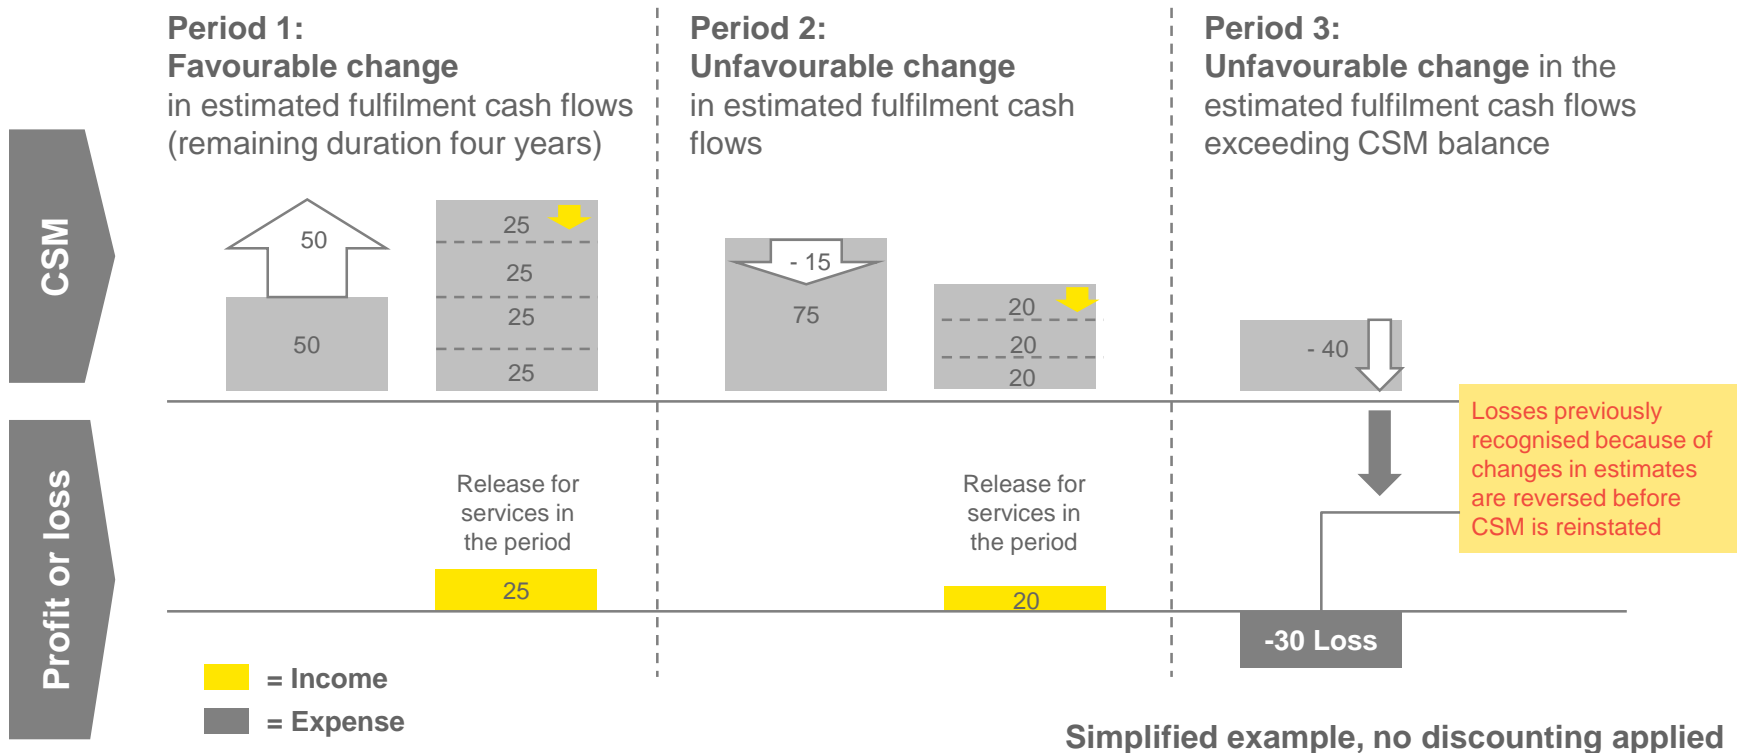 Period 1:
Favourable change
in estimated fulfilment cash flows
(remaining duration four years)
Period 2:
Unfavourable change
in estimated fulfilment cash
flows
Period 3:
Unfavourable change in the
estimated fulfilment cash flows
exceeding CSM balance
CSM
50
50
25
25
25
25
- 15
75
20
20
20
- 40
Profit or loss
Release for
services in
the period
25
Release for
services in
the period
20
Losses previously
recognised because of
changes in estimates
are reversed before
CSM is reinstated
-30 Loss
= Income
= Expense
Simplified example, no discounting applied